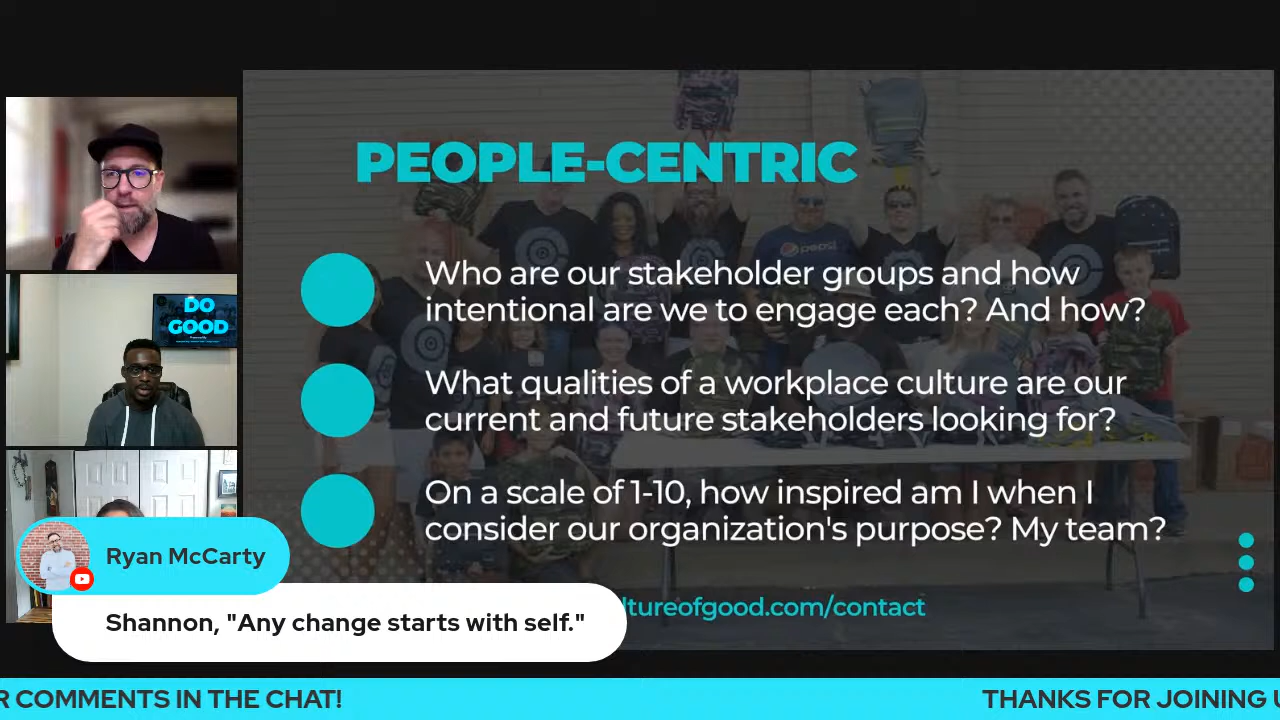 PEOPLE-CENTRIC
pepsi
Who are our stakeholder groups and how
intentional are we to engage each? And how?
What qualities of a workplace culture are our
current and future stakeholders looking for?
On a scale of 1-10, how inspired am I when I
consider our organization's purpose? My team?
ltureofgood.com/contact
DO
GOOD
Ryan McCarty
Shannon, "Any change starts with self."
R COMMENTS IN THE CHAT!
THANKS FOR JOINING U